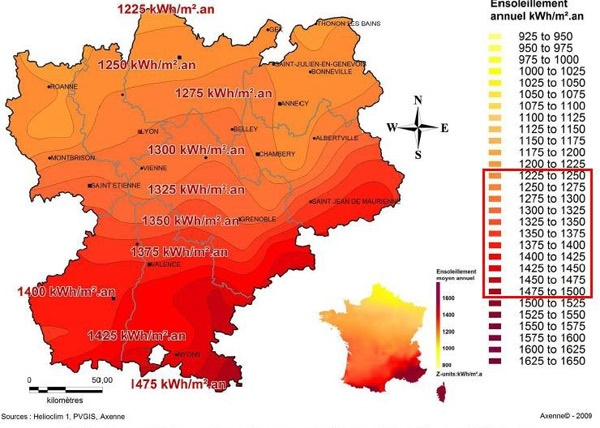 1225 kWh/m².an
Ensoleillement
annuel kWh/m².an
THONON LES BAINS
GEX
925 to 950
950 to 975
975 to 1000
1000 to 1025
1025 to 1050
1050 to 1075
1075 to 1100
1100 to 1125
1125 to 1150
1150 to 1175
1175 to 1200
1200 to 1225
1225 to 1250
1250 to 1275
1275 to 1300
1300 to 1325
1325 to 1350
1350 to 1375
1375 to 1400
1400 to 1425
1425 to 1450
1450 to 1475
1475 to 1500
1500 to 1525
1525 to 1550
1550 to 1575
1575 to 1600
1600 to 1625
1625 to 1650
1250 kWh/m².an
SAINT-JULIEN-EN-GENEVOIS
BONNEVILLE
ROANNE
1275 kWh/m².an
ANNECY
N
W
E
S
LYON
BELLEY
ALBERTVILLE
1300 kWh/m².an
MONTBRISON
CHAMBERY
VIENNE
SAINT ETIENNE
1325 kWh/m².an
SAINT JEAN DE MAURIENNE
1350 kWh/m².an
GRENOBLE
1375 kWh/m².an
VALENCE
1400 kWh/m².an
1425 kWh/m².an
NYONS
1475 kWh/m².an
Ensoleillement
moyen annuel
1600
1400
1200
1000
800
Z-units:kWh/m².a
0
50,00
kilomètres
Sources : Helioclim 1, PVGIS, Axenne
Axenne© - 2009